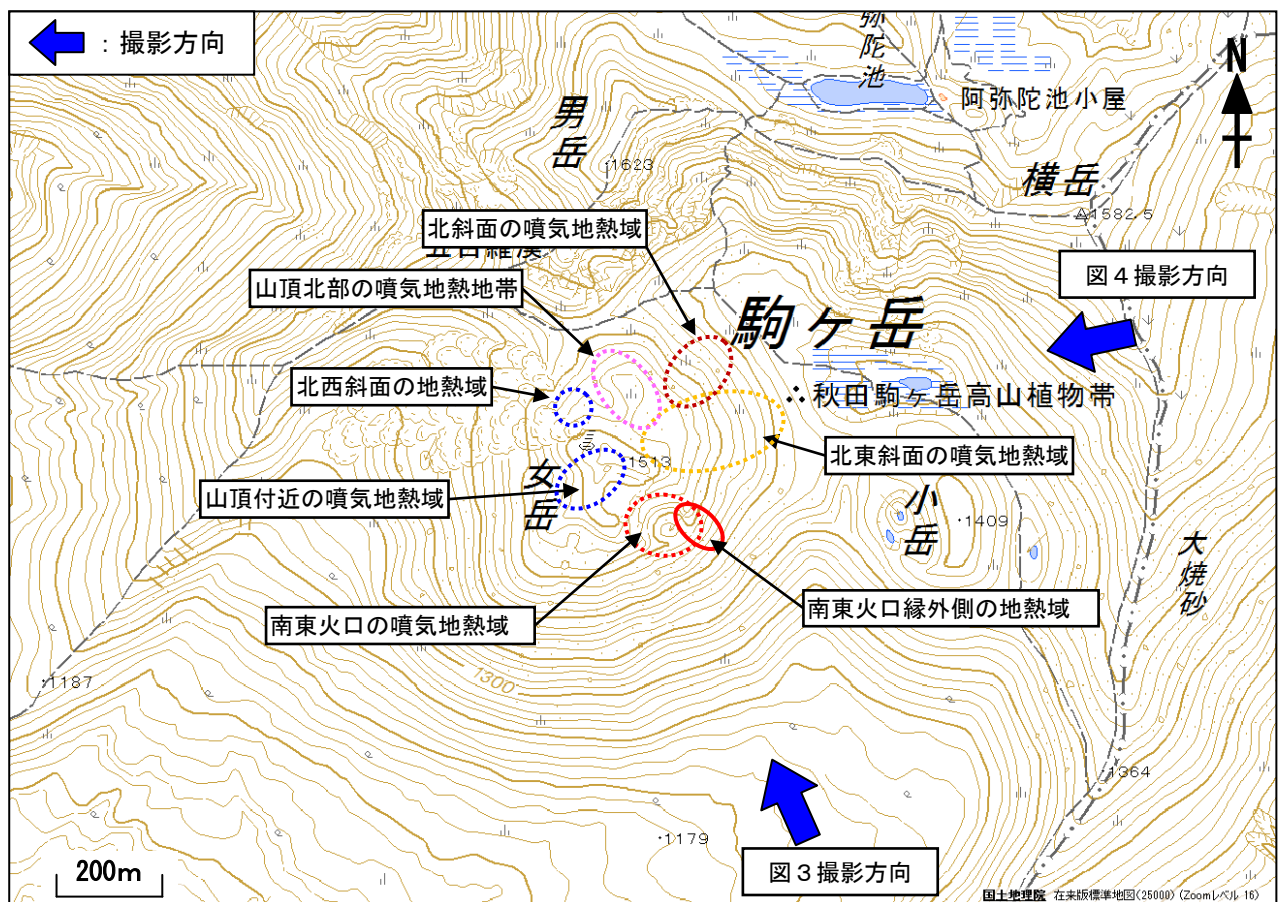 ：撮影方向
弥陀池
N
阿弥陀池小屋
男岳
1623
横岳
1582.5
北斜面の噴気地熱域
五百羅漢
図４撮影方向
山頂北部の噴気地熱地帯
駒ヶ岳
北西斜面の地熱域
秋田駒ヶ岳高山植物帯
北東斜面の噴気地熱域
1513
女岳
山頂付近の噴気地熱域
小岳
1409
大焼砂
南東火口の噴気地熱域
南東火口縁外側の地熱域
1187
1300
1364
1179
200m
図３撮影方向
国土地理院 在来版標準地図(25000) (Zoomレベル 16)